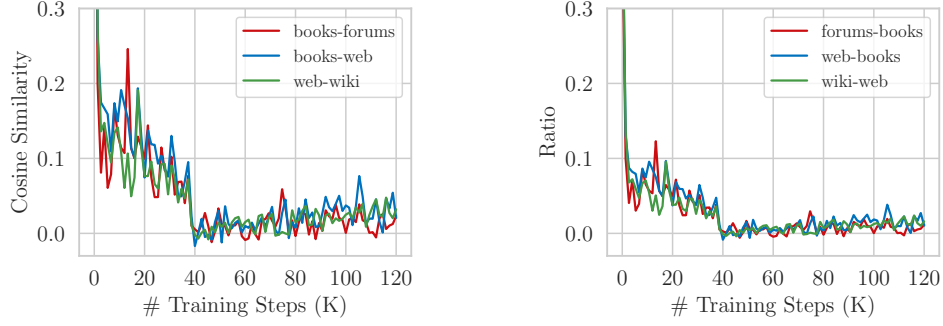 0.3
0.2
0.1
0.0
Cosine Similarity
books-forums
books-web
web-wiki
0 20 40 60 80 100 120
# Training Steps (K)
0.3
0.2
0.1
0.0
Ratio
forums-books
web-books
wiki-web
0 20 40 60 80 100 120
# Training Steps (K)